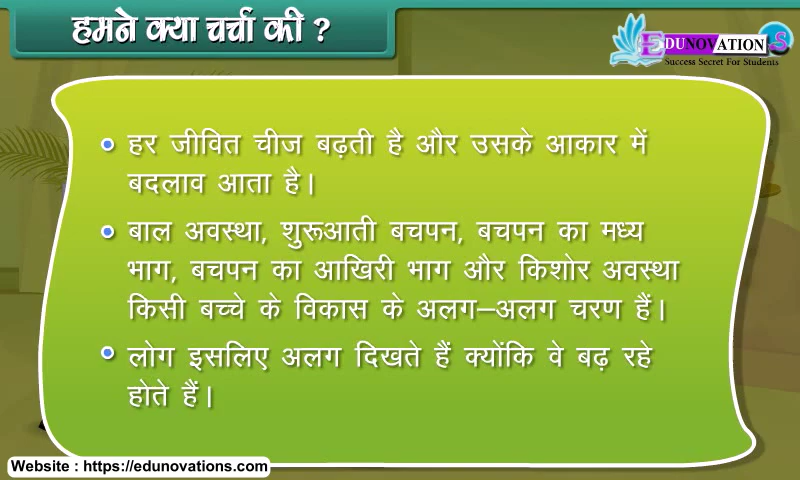 हमने क्या चर्चा की ?
EDUNOVATIONS
Success Secret For Students
हर जीवित चीज बढ़ती है और उसके आकार में
बदलाव आता है।
बाल अवस्था, शुरूआती बचपन, बचपन का मध्य
भाग, बचपन का आखिरी भाग और किशोर अवस्था
किसी बच्चे के विकास के अलग–अलग चरण हैं।
लोग इसलिए अलग दिखते हैं क्योंकि वे बढ़ रहे
होते हैं।
Website : https://edunovations.com